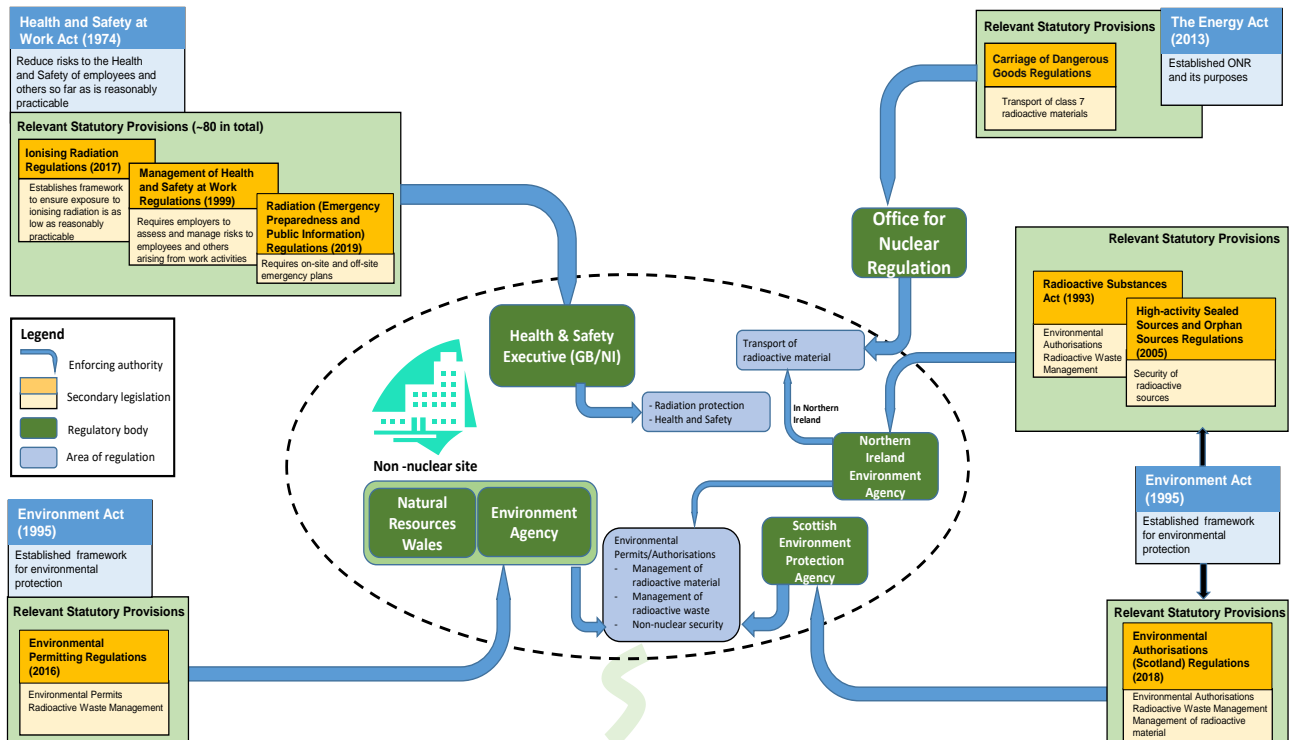 Health and Safety at
Work Act (1974)
Reduce risks to the Health
and Safety of employees and
others so far as is reasonably
practicable
Relevant Statutory Provisions (~80 in total)
Ionising Radiation
Regulations (2017)
Establishes framework
to ensure exposure to
ionising radiation is as
low as reasonably
practicable
Management of Health
and Safety at Work
Regulations (1999)
Requires employers to
assess and manage risks to
employees and others
arising from work activities
Radiation (Emergency
Preparedness and
Public Information)
Regulations (2019)
Requires on-site and off-site
emergency plans
Relevant Statutory Provisions
Carriage of Dangerous
Goods Regulations
Transport of class 7
radioactive materials
The Energy Act
(2013)
Established ONR
and its purposes
Office for
Nuclear
Regulation
Relevant Statutory Provisions
Radioactive Substances
Act (1993)
Environmental
Authorisations
Radioactive Waste
Management
High-activity Sealed
Sources and Orphan
Sources Regulations
(2005)
Security of
radioactive
sources
Legend
Enforcing authority
Secondary legislation
Regulatory body
Area of regulation
Health & Safety
Executive (GB/NI)
Transport of
radioactive material
- Radiation protection
- Health and Safety
In Northern
Ireland
Non -nuclear site
Northern
Ireland
Environment
Agency
Natural
Resources
Wales
Environment
Agency
Environmental
Permits/Authorisations
- Management of
radioactive material
- Management of
radioactive waste
- Non-nuclear security
Scottish
Environment
Protection
Agency
Environment Act
(1995)
Established framework
for environmental
protection
Relevant Statutory Provisions
Environmental
Permitting Regulations
(2016)
Environmental Permits
Radioactive Waste Management
Environment Act
(1995)
Established framework
for environmental
protection
Relevant Statutory Provisions
Environmental
Authorisations
(Scotland) Regulations
(2018)
Environmental Authorisations
Radioactive Waste Management
Management of radioactive
material